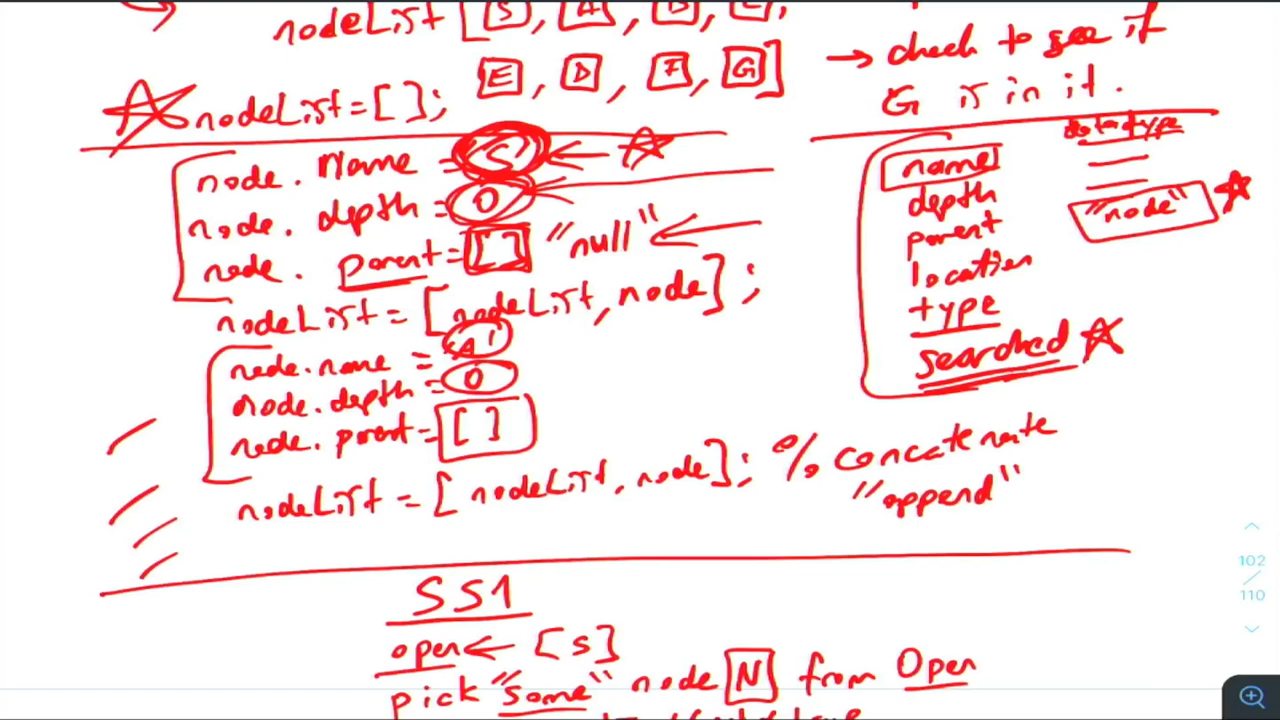 nodeList [S, A,
E, D, F, G]
→ check to see if
G is in it.
nodeList=[];
node. Name = 'S'
node. depth = 0
node. parent = [ ] "null"
nodeList = [nodeList, node];
node.name = 'A'
node.depth = 0
node.parent = [ ]
nodeList = [nodeList, node]; % concatenate
"append"
datatype
name
depth
parent "node"
location
type
searched
SS1
open ← [s]
pick "some" node N from Open
102
/
110